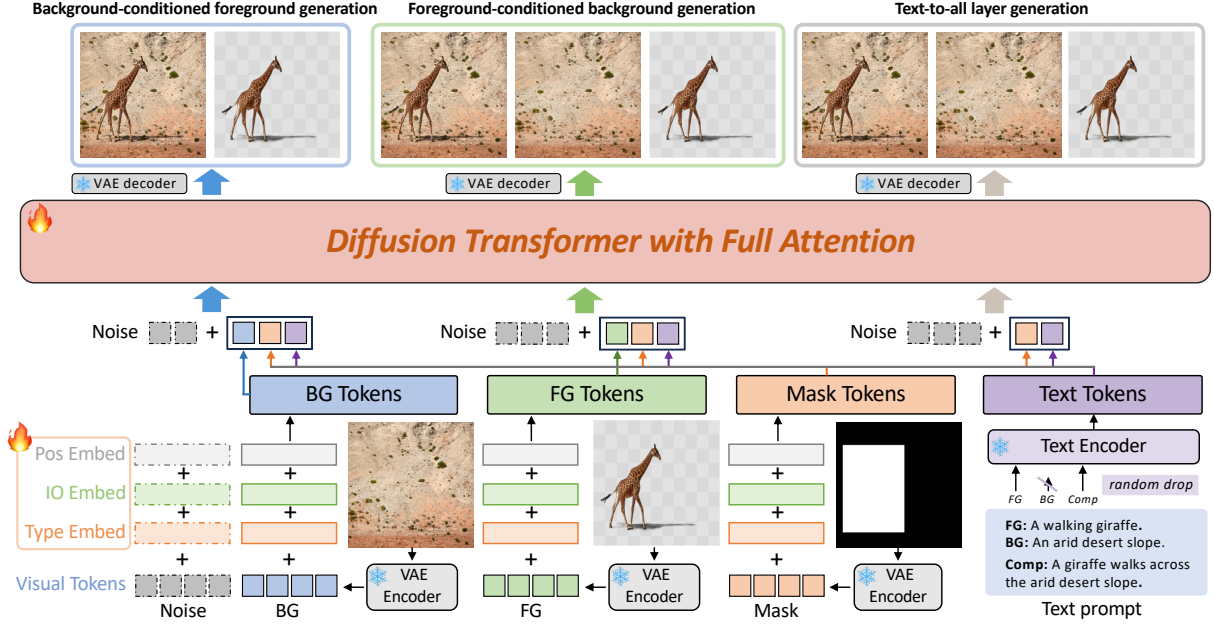 Background-conditioned foreground generation
Foreground-conditioned background generation
Text-to-all layer generation
VAE decoder
VAE decoder
VAE decoder
Diffusion Transformer with Full Attention
Noise +
Noise +
Noise +
BG Tokens
FG Tokens
Mask Tokens
Text Tokens
Text Encoder
Pos Embed
+ + + +
IO Embed
+ + + +
Type Embed
+ + + +
FG
BG
Comp
random drop
FG: A walking giraffe.
BG: An arid desert slope.
Comp: A giraffe walks across
the arid desert slope.
Visual Tokens
VAE
Encoder
VAE
Encoder
VAE
Encoder
Noise
BG
FG
Mask
Text prompt